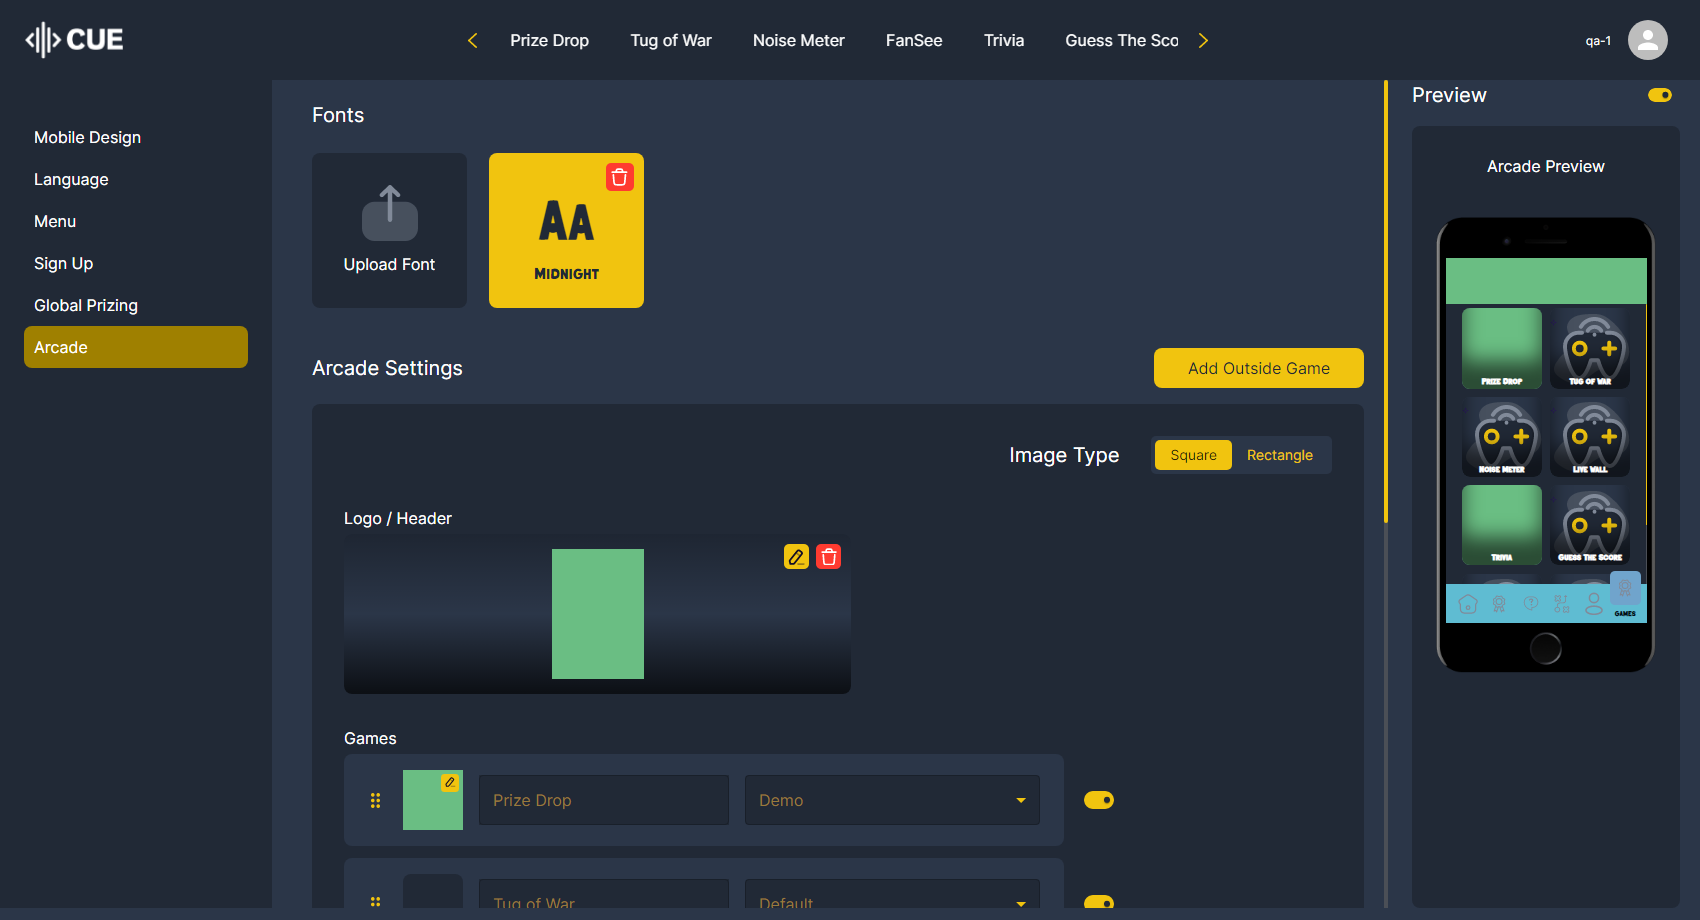 CUE
Prize Drop
Tug of War
Noise Meter
FanSee
Trivia
Guess The Sco
qa-1
Mobile Design
Language
Menu
Sign Up
Global Prizing
Arcade
Fonts
Upload Font
AA
MIDNIGHT
Arcade Settings
Add Outside Game
Image Type
Square
Rectangle
Logo / Header
Games
Prize Drop
Demo
Tug of War
Default
Preview
Arcade Preview
PRIZE DROP
TUG OF WAR
NOISE METER
LIVE WALL
TRIVIA
GUESS THE SCORE
GAMES